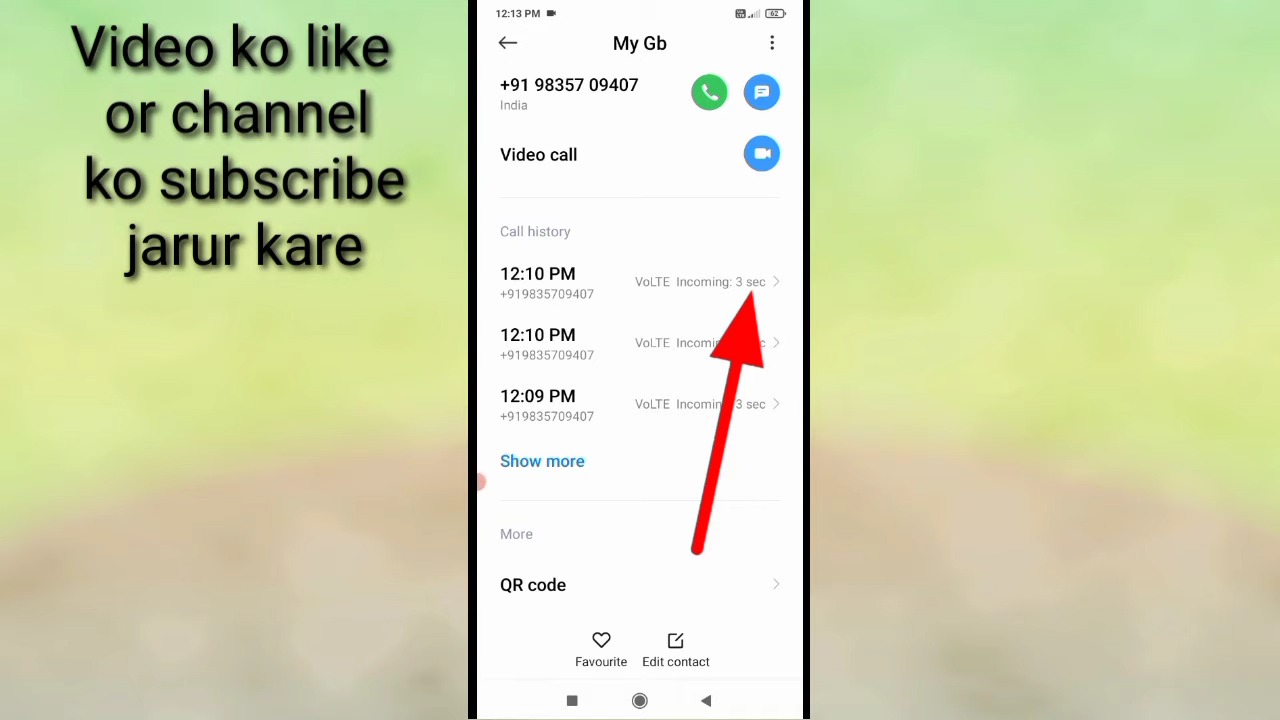 Video ko like
or channel
ko subscribe
jarur kare
12:13 PM
62
My Gb
+91 98357 09407
India
Video call
Call history
12:10 PM
VoLTE Incoming: 3 sec
+919835709407
12:10 PM
VoLTE
+919835709407
12:09 PM
VoLTE 3 sec
+919835709407
Show more
More
QR code
Favourite Edit contact